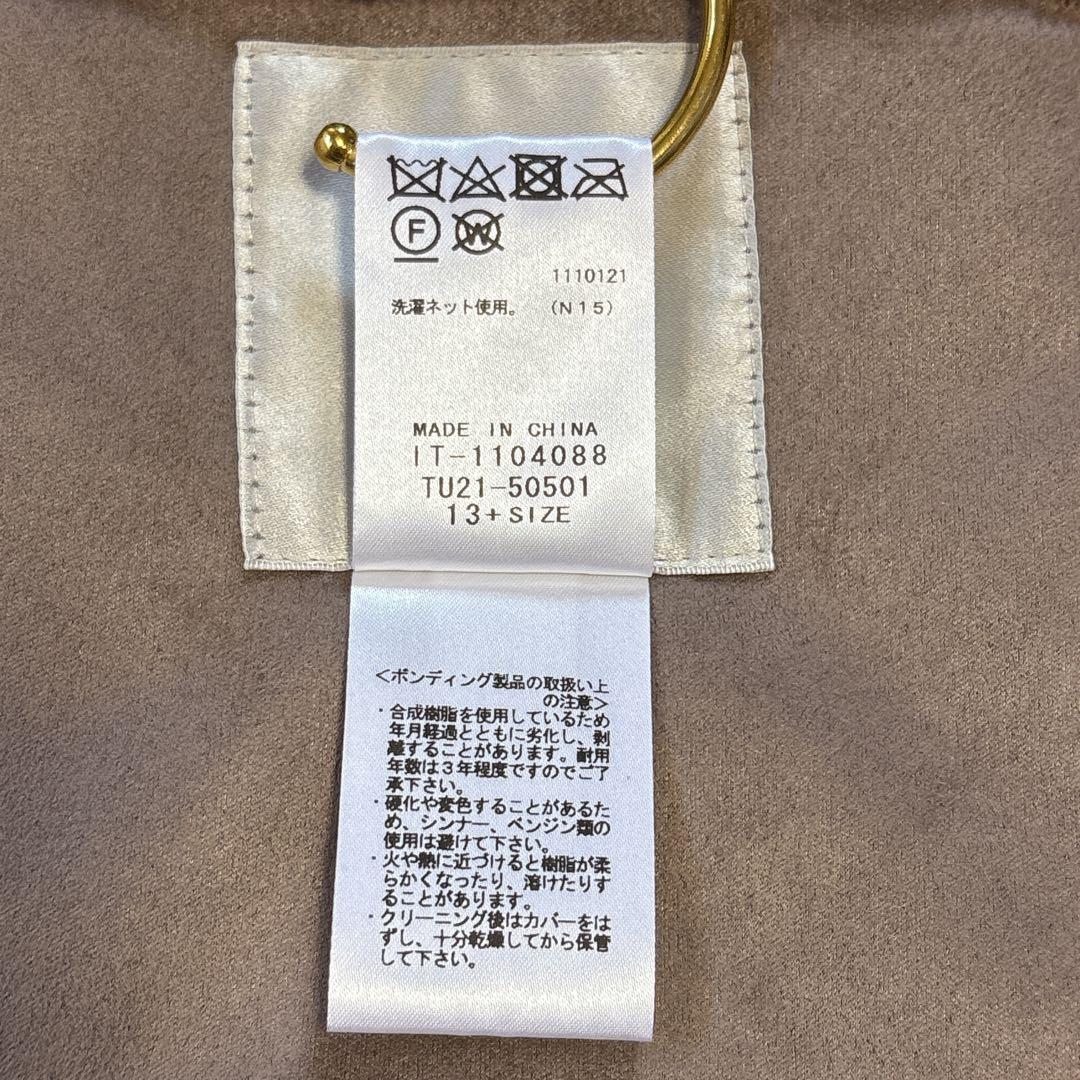 F W
1110121
洗濯ネット使用。 (N15)
MADE IN CHINA
IT-1104088
TU21-50501
13+SIZE
<ボンディング製品の取扱い上
の注意>
・合成樹脂を使用しているため
年月経過とともに劣化し、剥
離することがあります。耐用
年数は3年程度ですのでご了
承下さい。
・硬化や変色することがあるた
め、シンナー、ベンジン類の
使用は避けて下さい。
・火や熱に近づけると樹脂が柔
らかくなったり、溶けたりす
ることがあります。
・クリーニング後はカバーをは
ずし、十分乾燥してから保管
して下さい。